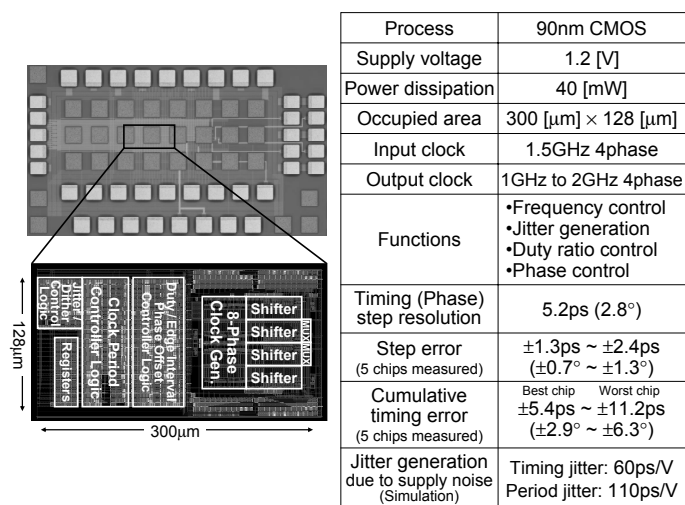 Process 90nm CMOS
Supply voltage 1.2 [V]
Power dissipation 40 [mW]
Occupied area 300 [μm] × 128 [μm]
Input clock 1.5GHz 4phase
Output clock 1GHz to 2GHz 4phase
Functions
•Frequency control
•Jitter generation
•Duty ratio control
•Phase control
Timing (Phase)
step resolution
5.2ps (2.8°)
Step error
(5 chips measured)
±1.3ps ~ ±2.4ps
(±0.7° ~ ±1.3°)
Cumulative
timing error
(5 chips measured)
Best chip Worst chip
±5.4ps ~ ±11.2ps
(±2.9° ~ ±6.3°)
Jitter generation
due to supply noise
(Simulation)
Timing jitter: 60ps/V
Period jitter: 110ps/V
128μm
Jitter /
Dither
Control
Logic
Registers
Clock Period
Controller Logic
Duty/Edge Interval
Phase Offset
Controller Logic
8-Phase
Clock Gen.
Shifter
Shifter
Shifter
Shifter
MUX
MUX
300μm